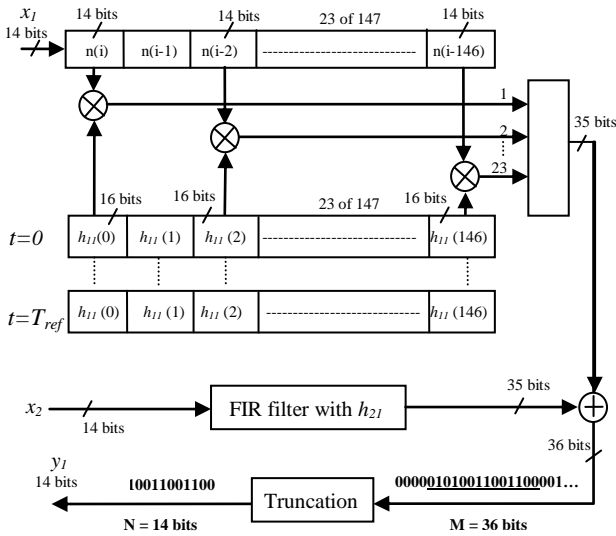 x1
14 bits
14 bits 14 bits 23 of 147 14 bits
n(i) n(i-1) n(i-2) n(i-146)
1
35 bits
2
23
16 bits 16 bits 23 of 147 16 bits
t=0 h11(0) h11 (1) h11 (2) h11 (146)
t=Tref h11 (0) h11 (1) h11 (2) h11 (146)
x2 14 bits FIR filter with h21 35 bits
36 bits
y1
14 bits
10011001100 Truncation 0000010100110011000001…
N = 14 bits M = 36 bits